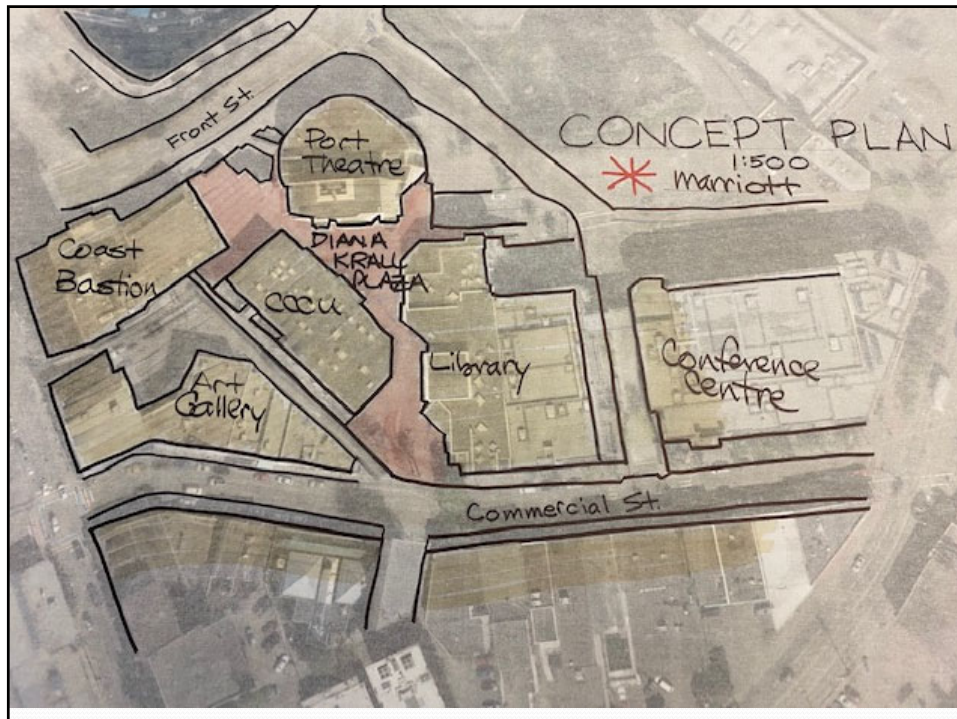 Front St.
Port
Theatre
CONCEPT PLAN
1:500
marriott
Coast
Bastion
DIANA
KRALL
PLAZA
CCCU
Library
Conference
Centre
Art
Gallery
Commercial St.